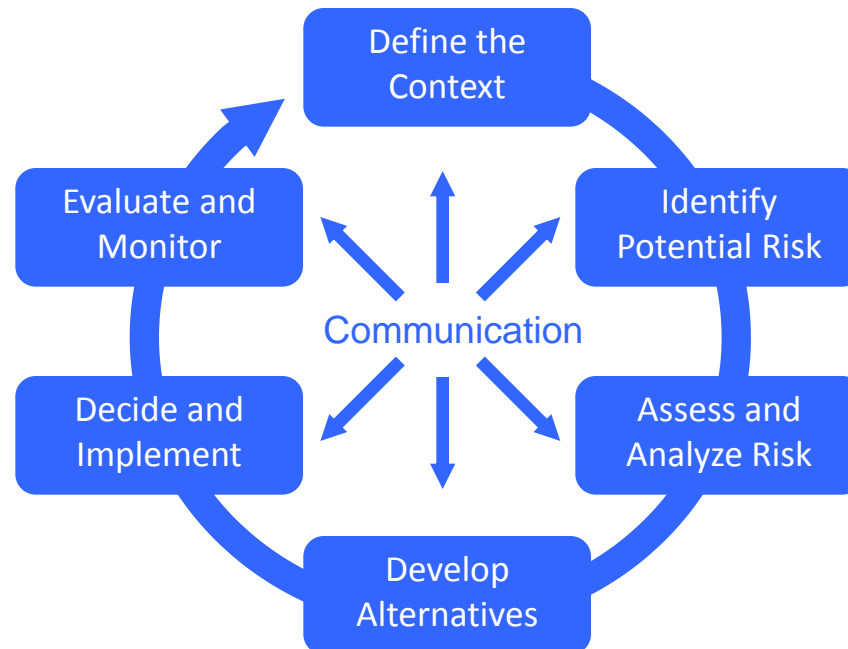 Define the
Context
Identify
Potential Risk
Assess and
Analyze Risk
Develop
Alternatives
Decide and
Implement
Evaluate and
Monitor
Communication